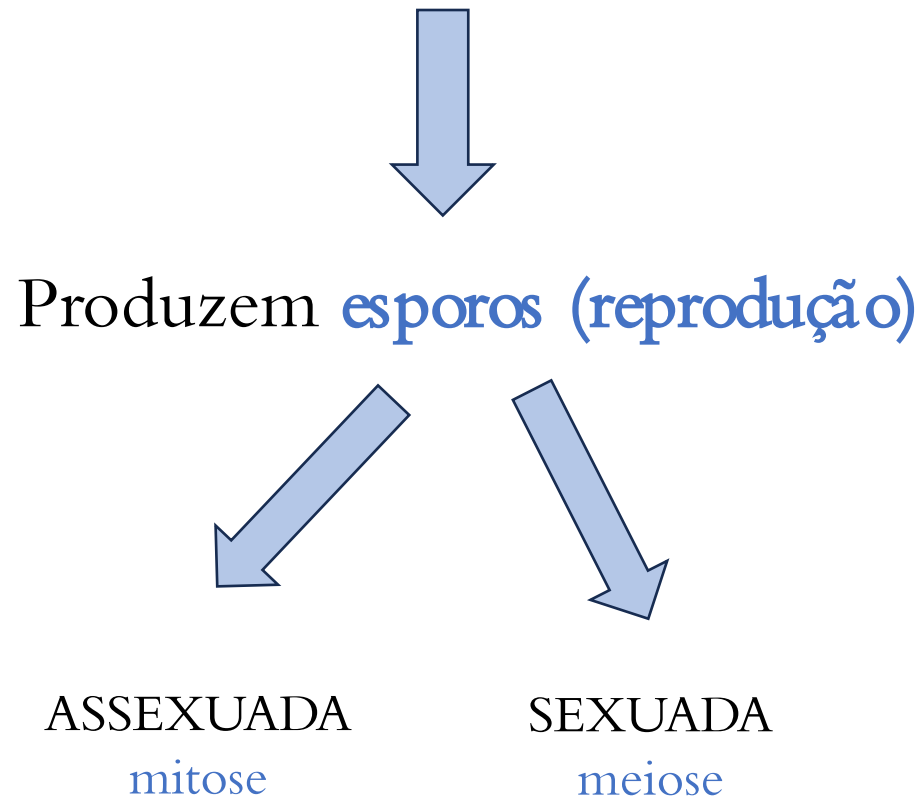 Produzem esporos (reprodução)
ASSEXUADA
mitose
SEXUADA
meiose